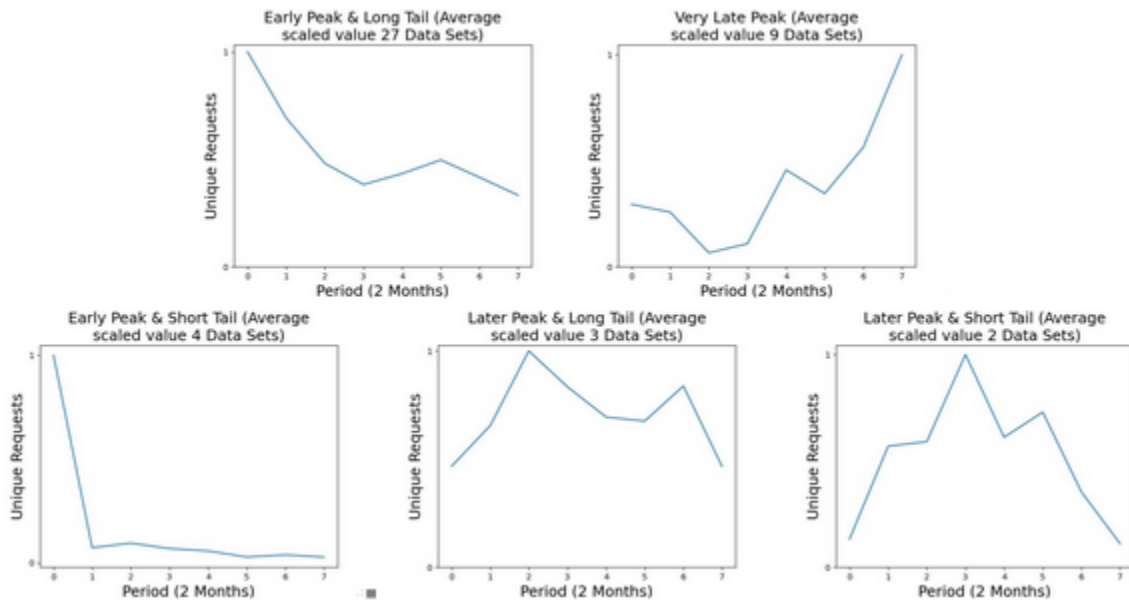 Early Peak & Long Tail (Average
scaled value 27 Data Sets)
1
Unique Requests
0
0 1 2 3 4 5 6 7
Period (2 Months)
Very Late Peak (Average
scaled value 9 Data Sets)
1
Unique Requests
0
0 1 2 3 4 5 6 7
Period (2 Months)
Early Peak & Short Tail (Average
scaled value 4 Data Sets)
1
Unique Requests
0
0 1 2 3 4 5 6 7
Period (2 Months)
Later Peak & Long Tail (Average
scaled value 3 Data Sets)
1
Unique Requests
0
0 1 2 3 4 5 6 7
Period (2 Months)
Later Peak & Short Tail (Average
scaled value 2 Data Sets)
1
Unique Requests
0
0 1 2 3 4 5 6 7
Period (2 Months)